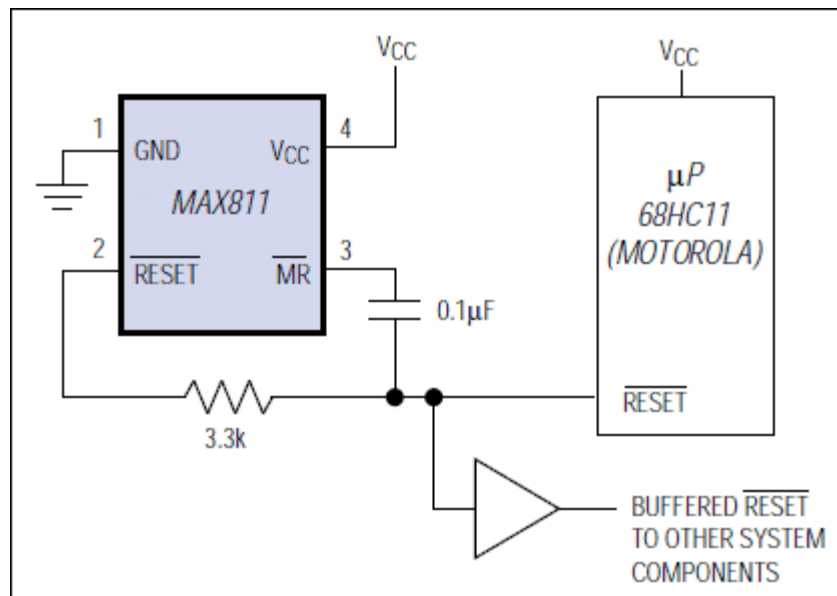 VCC
VCC
1
4
GND
VCC
MAX811
2
3
RESET
MR
0.1µF
3.3k
µP
68HC11
(MOTOROLA)
RESET
BUFFERED RESET
TO OTHER SYSTEM
COMPONENTS